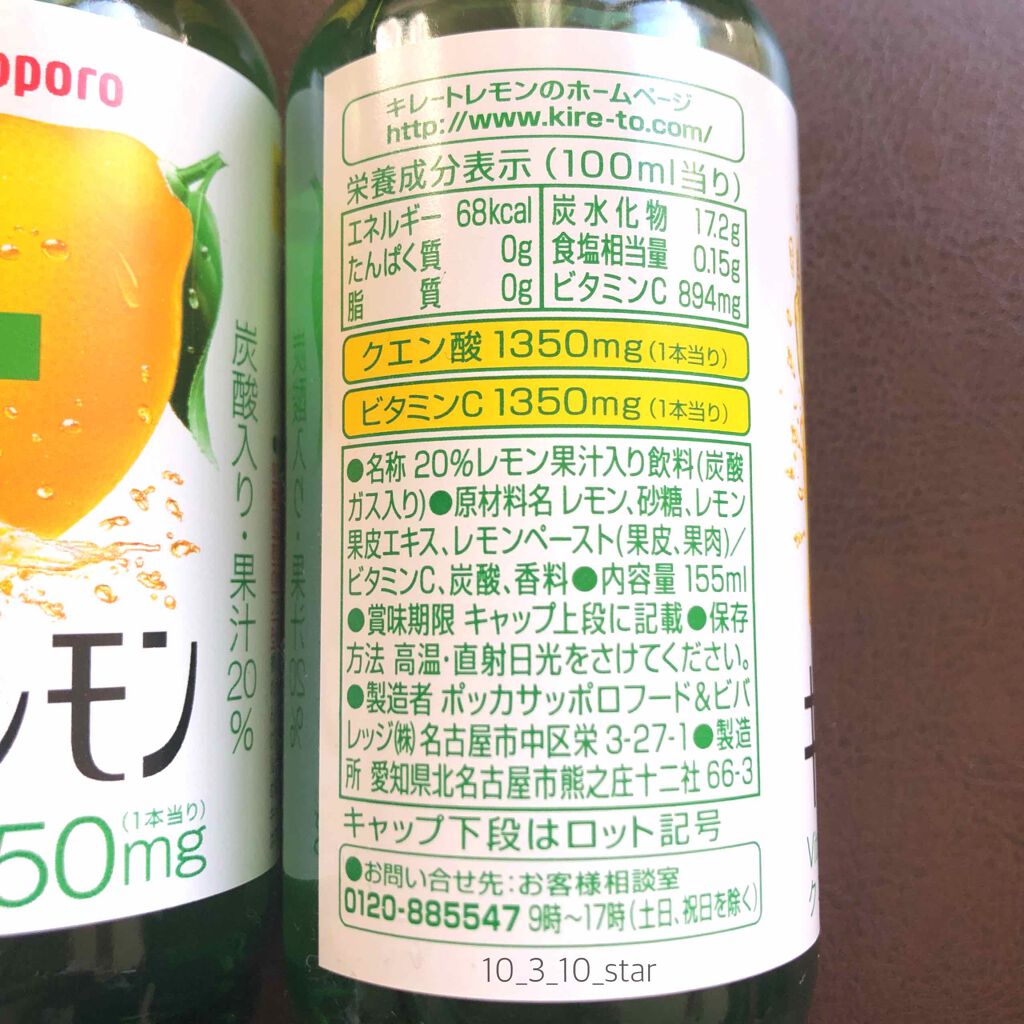 pporo
炭酸入り・果汁20%
レモン
(1本当り)
50mg
キレートレモンのホームページ
http://www.kire-to.com/
栄養成分表示(100ml当り)
エネルギー 68kcal
たんぱく質 0g
脂質 0g
炭水化物 17.2g
食塩相当量 0.15g
ビタミンC 894mg
クエン酸 1350mg(1本当り)
ビタミンC 1350mg(1本当り)
●名称 20%レモン果汁入り飲料(炭酸
ガス入り)●原材料名 レモン、砂糖、レモン
果皮エキス、レモンペースト(果皮、果肉)/
ビタミンC、炭酸、香料●内容量 155ml
●賞味期限 キャップ上段に記載●保存
方法 高温・直射日光をさけてください。
●製造者 ポッカサッポロフード&ビバ
レッジ㈱ 名古屋市中区栄 3-27-1●製造
所 愛知県北名古屋市熊之庄十二社 66-3
キャップ下段はロット記号
●お問い合せ先:お客様相談室
0120-885547 9時〜17時(土日、祝日を除く)
10_3_10_star